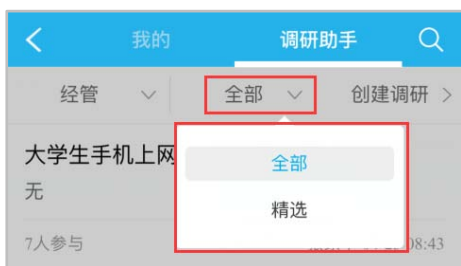 我的 调研助手
经管 全部 创建调研
大学生手机上网
全部
无
精选
7人参与 08:43